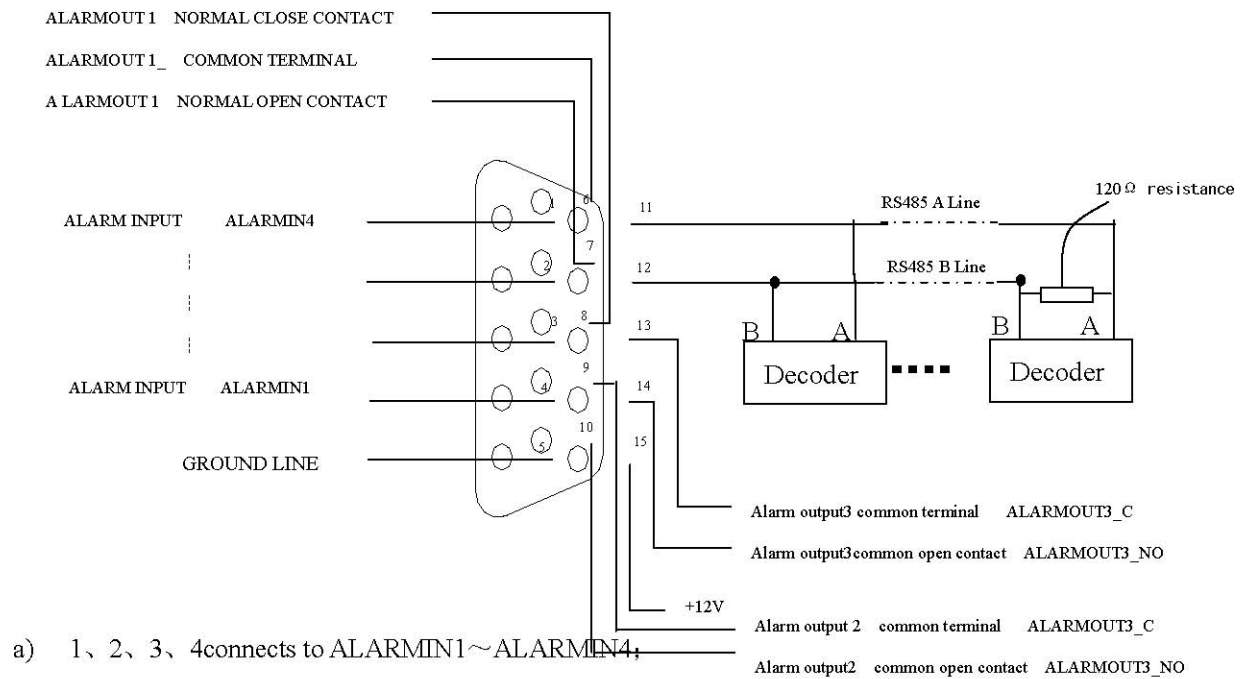 ALARMOUT 1 NORMAL CLOSE CONTACT
ALARMOUT 1_ COMMON TERMINAL
A LARMOUT 1 NORMAL OPEN CONTACT
120Ω resistance
ALARM INPUT ALARMIN4
1
6
11
RS485 A Line
2
7
12
RS485 B Line
3
8
13
B A
B A
Decoder
Decoder
ALARM INPUT ALARMIN1
4
9
14
5
10
15
GROUND LINE
Alarm output3 common terminal ALARMOUT3_C
Alarm output3common open contact ALARMOUT3_NO
+12V
Alarm output 2 common terminal ALARMOUT3_C
a) 1、2、3、4connects to ALARMIN1～ALARMIN4;
Alarm output2 common open contact ALARMOUT3_NO